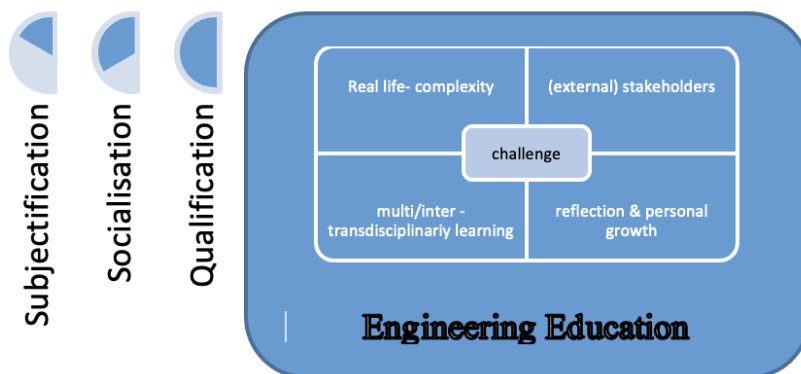 Subjectification
Socialisation
Qualification
Real life- complexity
(external) stakeholders
challenge
multi/inter -
transdisciplinariy learning
reflection & personal
growth
Engineering Education